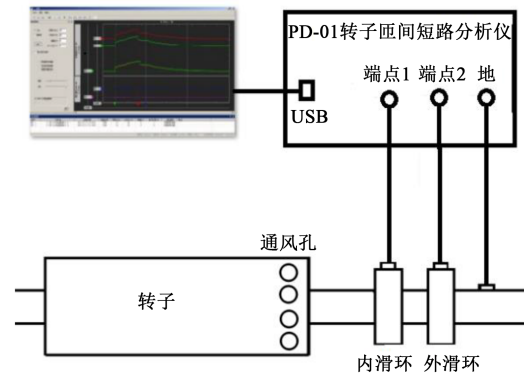 PD-01转子匝间短路分析仪
端点1 端点2 地
USB
通风孔
转子
内滑环 外滑环